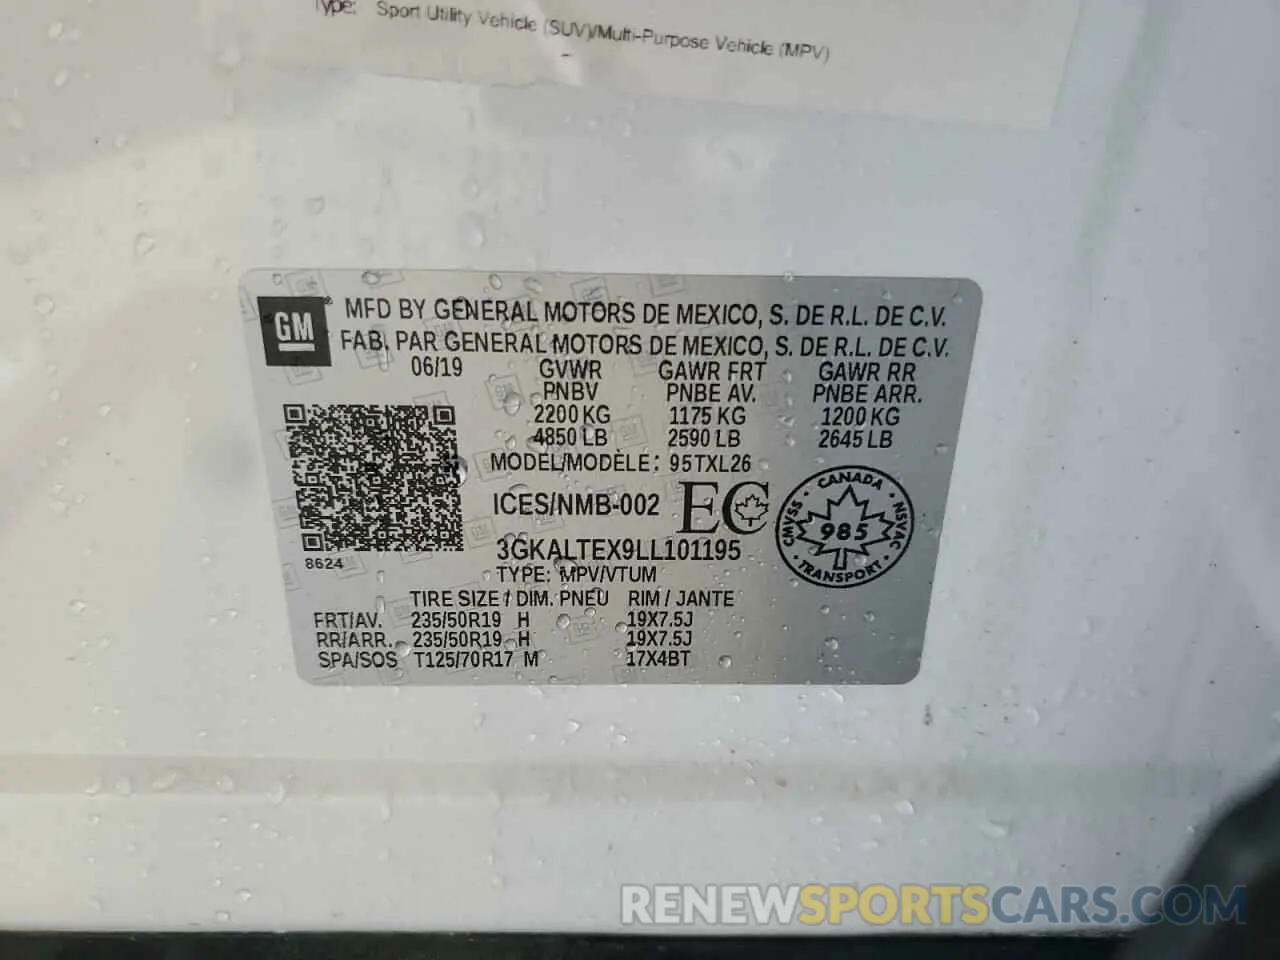 Type: Sport Utility Vehicle (SUV)/Multi-Purpose Vehicle (MPV)
GM
MFD BY GENERAL MOTORS DE MEXICO, S. DE R.L. DE C.V.
FAB. PAR GENERAL MOTORS DE MEXICO, S. DE R.L. DE C.V.
06/19 GVWR GAWR FRT GAWR RR
PNBV PNBE AV. PNBE ARR.
2200 KG 1175 KG 1200 KG
4850 LB 2590 LB 2645 LB
MODEL/MODÈLE: 95TXL26
ICES/NMB-002 EC
CANADA
CMVSS 985 NSVAC
TRANSPORT
3GKALTEX9LL101195
8624
TYPE: MPV/VTUM
TIRE SIZE / DIM. PNEU RIM / JANTE
FRT/AV. 235/50R19 H 19X7.5J
RR/ARR. 235/50R19 H 19X7.5J
SPA/SOS T125/70R17 M 17X4BT
RENEWSPORTSCARS.COM